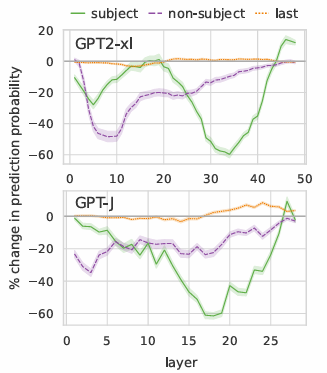 subject non-subject last
GPT2-xl
0
−20
−40
−60
0 10 20 30 40 50
GPT-J
0
−20
−40
−60
0 5 10 15 20 25
layer
% change in prediction probability